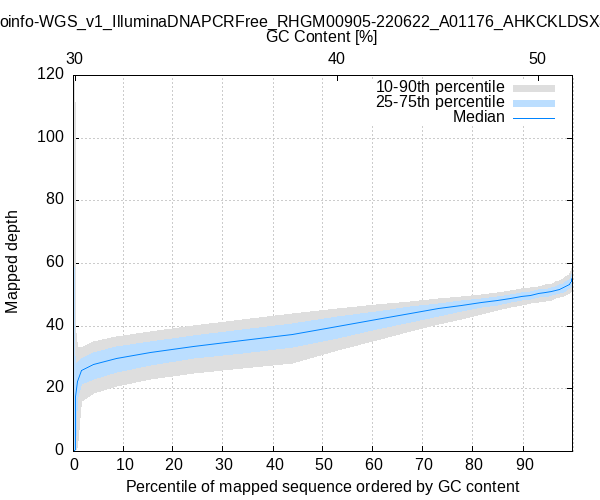 oinfo-WGS_v1_IlluminaDNAPCRFree_RHGM00905-220622_A01176_AHKCKLDSX
GC Content [%]
30 40 50
120
100
80
60
40
20
0
Mapped depth
10-90th percentile
25-75th percentile
Median
0 10 20 30 40 50 60 70 80 90
Percentile of mapped sequence ordered by GC content